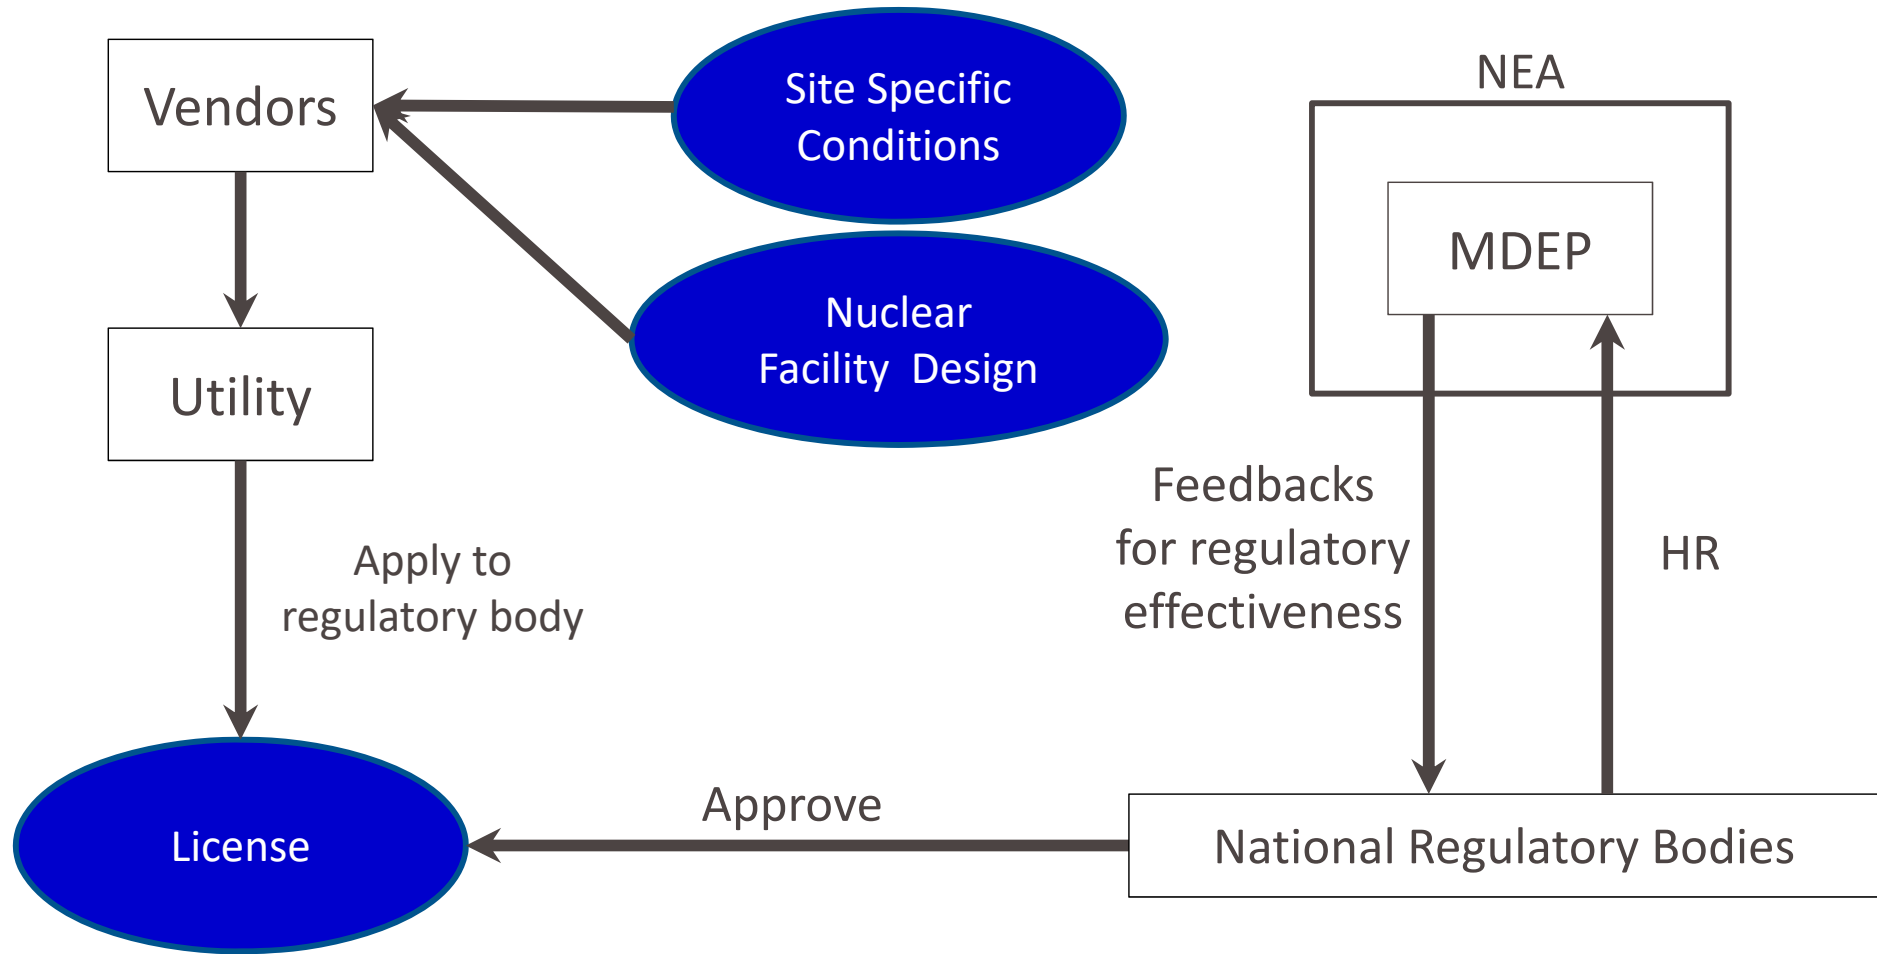 Vendors
Site Specific
Conditions
NEA
MDEP
Nuclear
Facility  Design
Utility
Feedbacks
for regulatory
effectiveness
HR
Apply to
regulatory body
Approve
License
National Regulatory Bodies